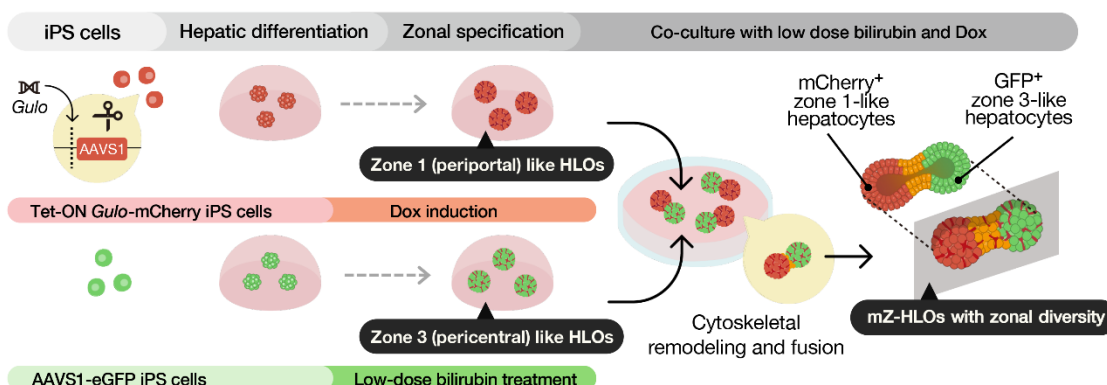 iPS cells
Hepatic differentiation
Zonal specification
Co-culture with low dose bilirubin and Dox
Gulo
AAVS1
Zone 1 (periportal) like HLOs
Tet-ON Gulo-mCherry iPS cells
Dox induction
mCherry+
zone 1-like
hepatocytes
GFP+
zone 3-like
hepatocytes
Zone 3 (pericentral) like HLOs
Cytoskeletal
remodeling and fusion
mZ-HLOs with zonal diversity
AAVS1-eGFP iPS cells
Low-dose bilirubin treatment